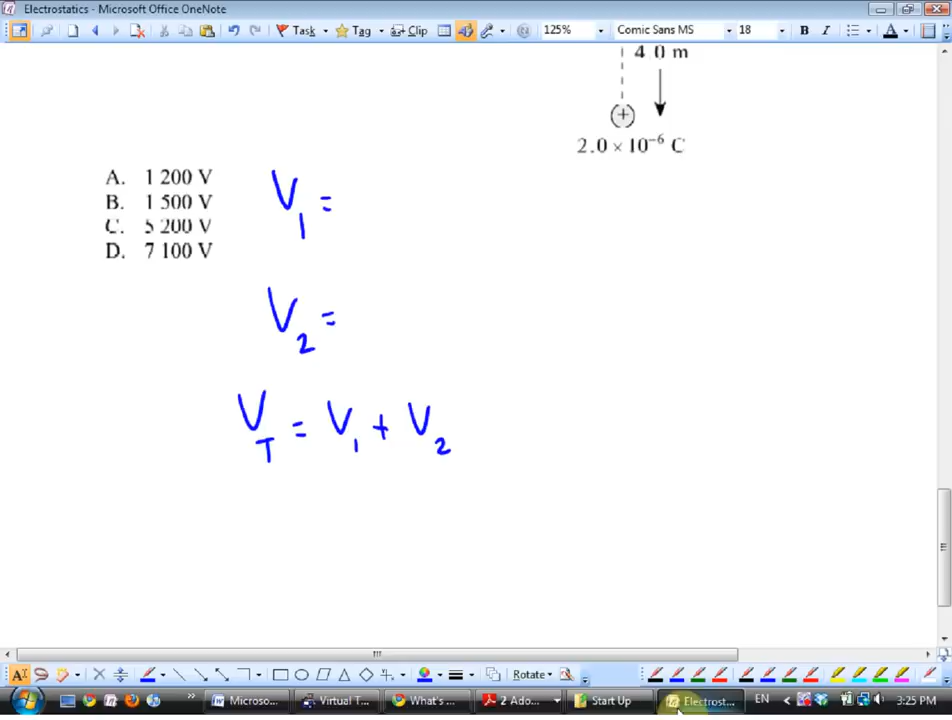 Electrostatics - Microsoft Office OneNote
Task Tag Clip 125% Comic Sans MS 18 B I A
4 0 m
+
2.0 × 10⁻⁶ C
A. 1 200 V
B. 1 500 V
C. 5 200 V
D. 7 100 V
V₁ =
V₂ =
V_T = V₁ + V₂
Rotate
Microso... Virtual T... What's... 2 Ado... Start Up Electrost... EN 3:25 PM